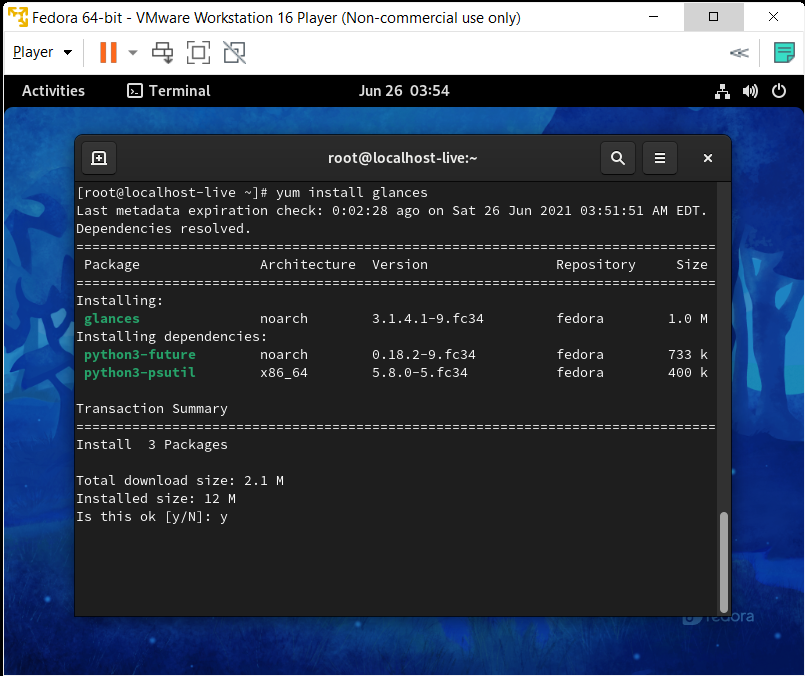 Fedora 64-bit - VMware Workstation 16 Player (Non-commercial use only)
Player
Activities Terminal Jun 26 03:54
root@localhost-live:~
[root@localhost-live ~]# yum install glances
Last metadata expiration check: 0:02:28 ago on Sat 26 Jun 2021 03:51:51 AM EDT.
Dependencies resolved.
================================================================================
Package Architecture Version Repository Size
================================================================================
Installing:
glances noarch 3.1.4.1-9.fc34 fedora 1.0 M
Installing dependencies:
python3-future noarch 0.18.2-9.fc34 fedora 733 k
python3-psutil x86_64 5.8.0-5.fc34 fedora 400 k
Transaction Summary
================================================================================
Install 3 Packages
Total download size: 2.1 M
Installed size: 12 M
Is this ok [y/N]: y
fedora